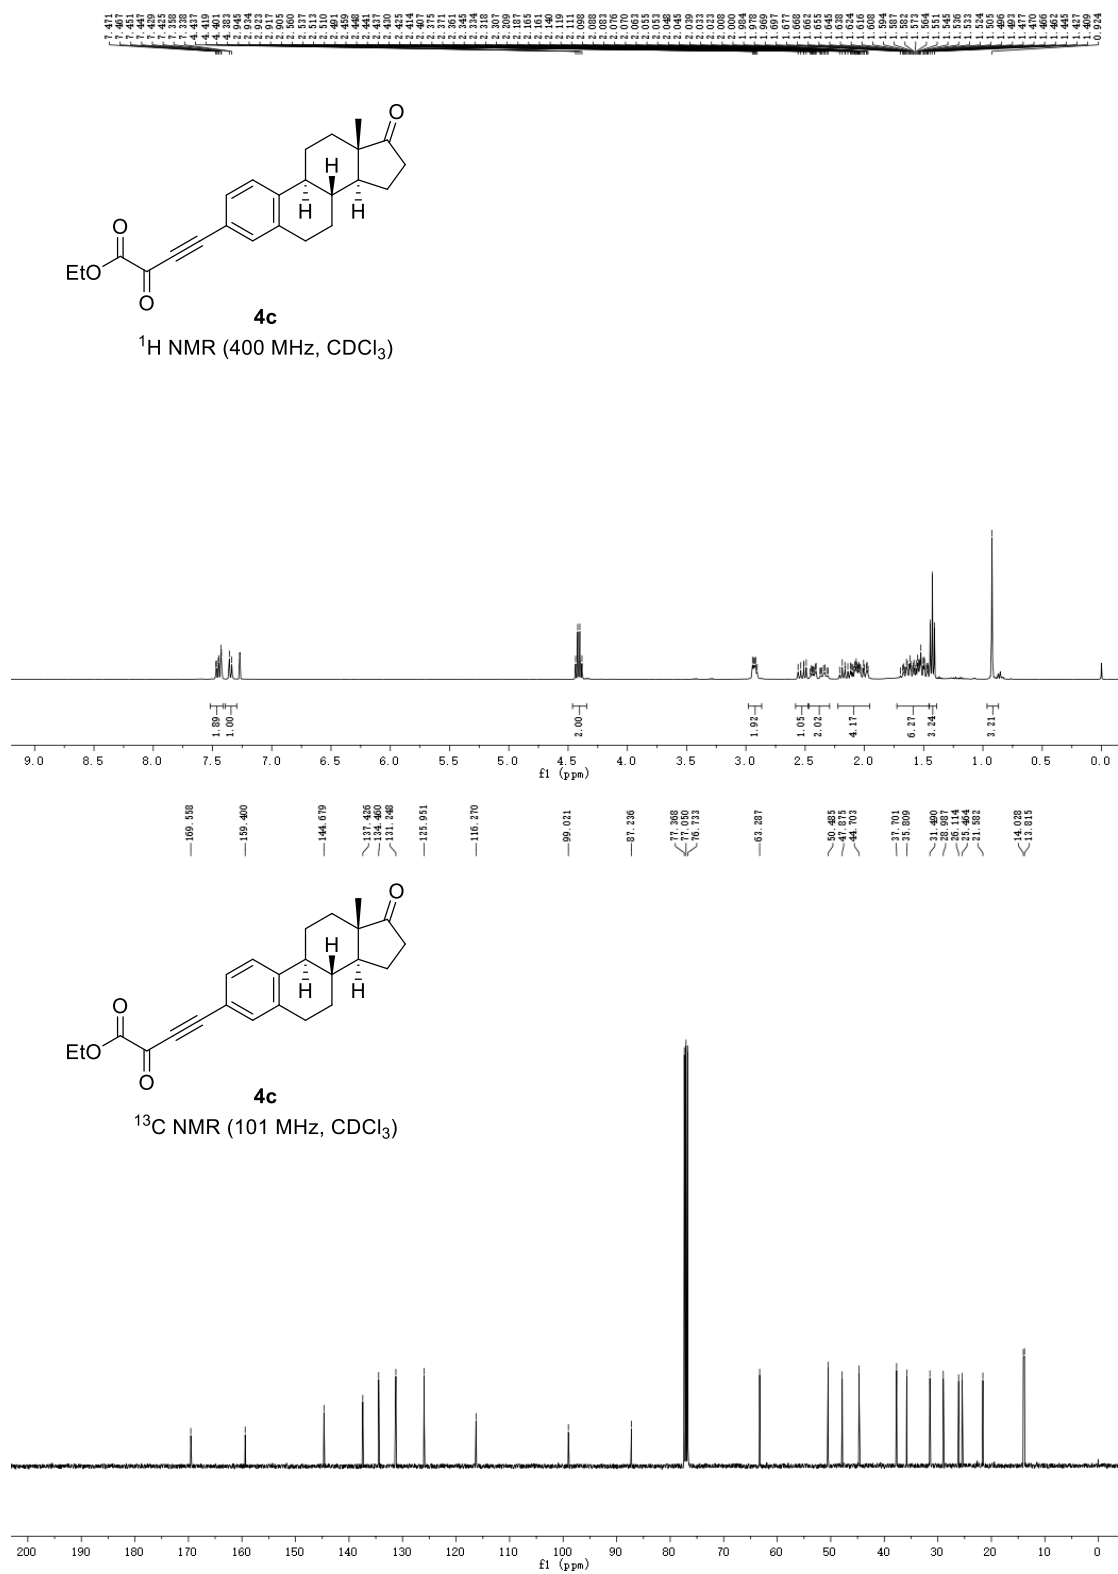 7.471 7.467 7.451 7.447 7.429 7.425 7.358 7.338 4.437 4.419 4.401 4.383 2.945 2.934 2.923 2.917 2.905 2.560 2.537 2.513 2.510 2.491 2.459 2.448 2.441 2.437 2.430 2.425 2.414 2.407 2.375 2.371 2.361 2.345 2.334 2.318 2.307 2.209 2.187 2.165 2.161 2.140 2.119 2.111 2.098 2.088 2.083 2.076 2.070 2.063 2.055 2.053 2.048 2.045 2.039 2.033 2.023 2.008 2.000 1.984 1.978 1.969 1.697 1.677 1.668 1.662 1.655 1.645 1.638 1.624 1.616 1.608 1.594 1.587 1.582 1.573 1.564 1.551 1.545 1.536 1.533 1.524 1.505 1.496 1.493 1.477 1.470 1.466 1.462 1.445 1.427 1.409 0.924
O
H
H
H
O
EtO
O
4c
1H NMR (400 MHz, CDCl3)
1.89 1.00 2.00 1.92 1.05 2.02 4.17 6.27 3.24 3.21
9.0 8.5 8.0 7.5 7.0 6.5 6.0 5.5 5.0 4.5 4.0 3.5 3.0 2.5 2.0 1.5 1.0 0.5 0.0
f1 (ppm)
169.558 159.400 144.679 137.426 134.460 131.248 125.951 116.270 99.021 87.236 77.368 77.050 76.733 63.287 50.485 47.875 44.703 37.701 35.809 31.490 28.987 26.114 25.464 21.582 14.028 13.815
O
H
H
H
O
EtO
O
4c
13C NMR (101 MHz, CDCl3)
200 190 180 170 160 150 140 130 120 110 100 90 80 70 60 50 40 30 20 10 0
f1 (ppm)